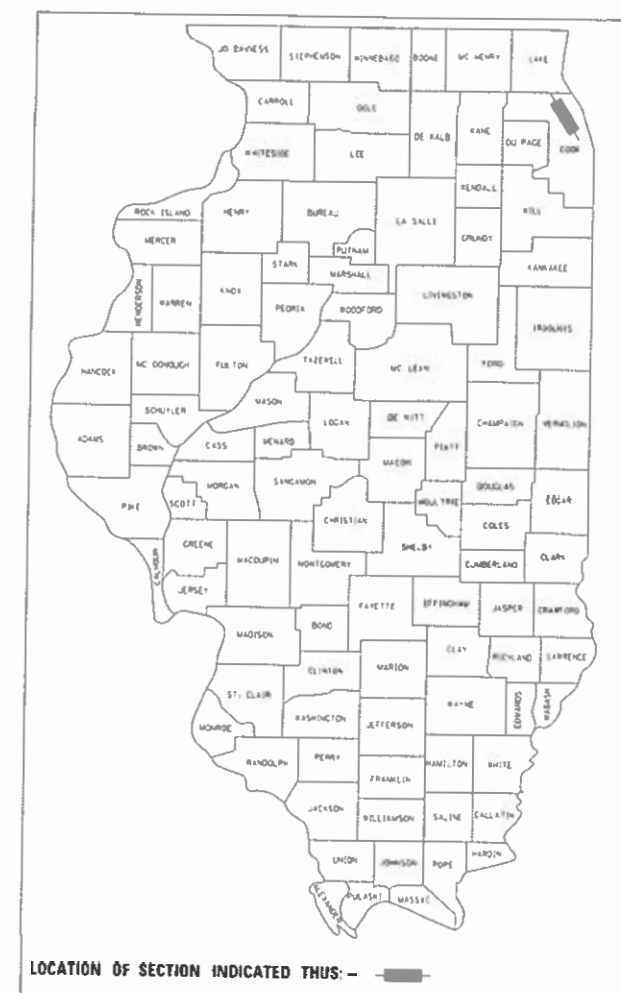 JO DAVIESS
STEPHENSON
WINNEBAGO
BOONE
MC HENRY
LAKE
CARROLL
OGLE
DE KALB
KANE
DU PAGE
COOK
WHITESIDE
LEE
KENDALL
WILL
ROCK ISLAND
HENRY
BUREAU
LA SALLE
GRUNDY
MERCER
PUTNAM
STARK
MARSHALL
KANKAKEE
HENDERSON
WARREN
KNOX
PEORIA
WOODFORD
LIVINGSTON
IROQUOIS
HANCOCK
MC DONOUGH
FULTON
TAZEWELL
MC LEAN
FORD
MASON
SCHUYLER
LOGAN
DE WITT
CHAMPAIGN
VERMILION
ADAMS
BROWN
CASS
MENARD
MACON
PIATT
MORGAN
SANGAMON
DOUGLAS
EDGAR
PIKE
SCOTT
CHRISTIAN
MOULTRIE
COLES
GREENE
MACOUPIN
MONTGOMERY
SHELBY
CUMBERLAND
CLARK
CALHOUN
JERSEY
FAYETTE
EFFINGHAM
JASPER
CRAWFORD
MADISON
BOND
CLAY
RICHLAND
LAWRENCE
CLINTON
MARION
ST. CLAIR
WAYNE
EDWARDS
WABASH
MONROE
WASHINGTON
JEFFERSON
RANDOLPH
PERRY
HAMILTON
WHITE
FRANKLIN
JACKSON
WILLIAMSON
SALINE
GALLATIN
UNION
JOHNSON
POPE
HARDIN
ALEXANDER
PULASKI
MASSAC
LOCATION OF SECTION INDICATED THUS: -